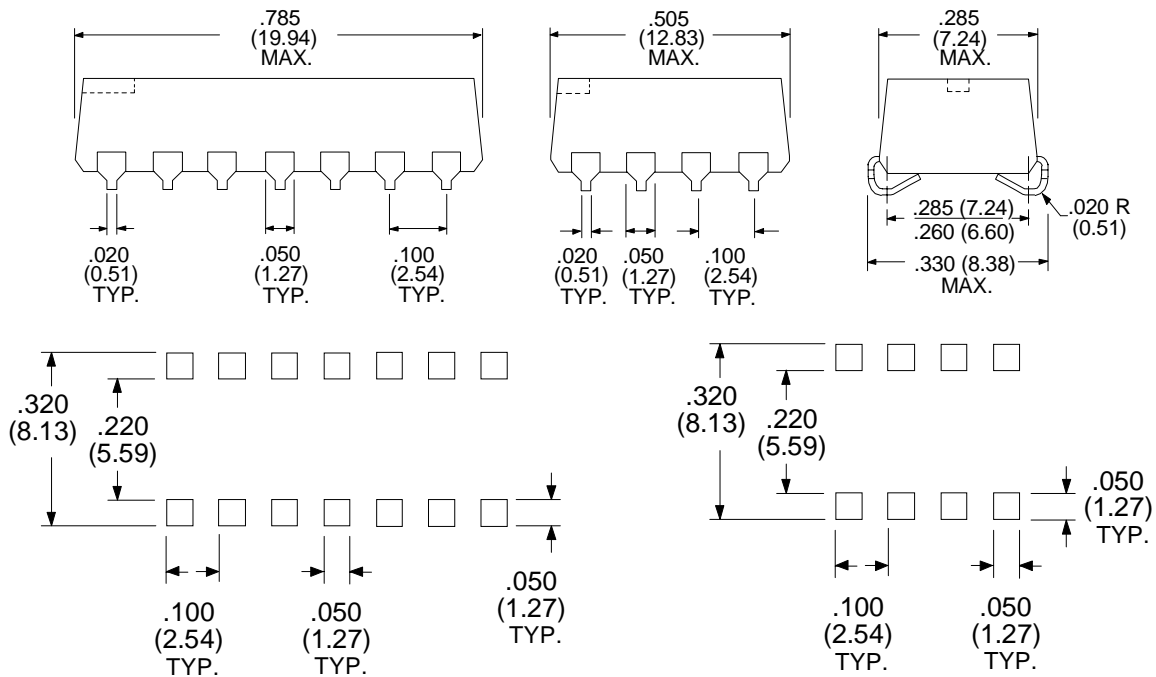 .785
(19.94)
MAX.
.505
(12.83)
MAX.
.285
(7.24)
MAX.
.020
(0.51)
TYP.
.050
(1.27)
TYP.
.100
(2.54)
TYP.
.020
(0.51)
TYP.
.050
(1.27)
TYP.
.100
(2.54)
TYP.
.285 (7.24)
.260 (6.60)
.330 (8.38)
MAX.
.020 R
(0.51)
.320
(8.13)
.220
(5.59)
.100
(2.54)
TYP.
.050
(1.27)
TYP.
.050
(1.27)
TYP.
.320
(8.13)
.220
(5.59)
.050
(1.27)
TYP.
.100
(2.54)
TYP.
.050
(1.27)
TYP.